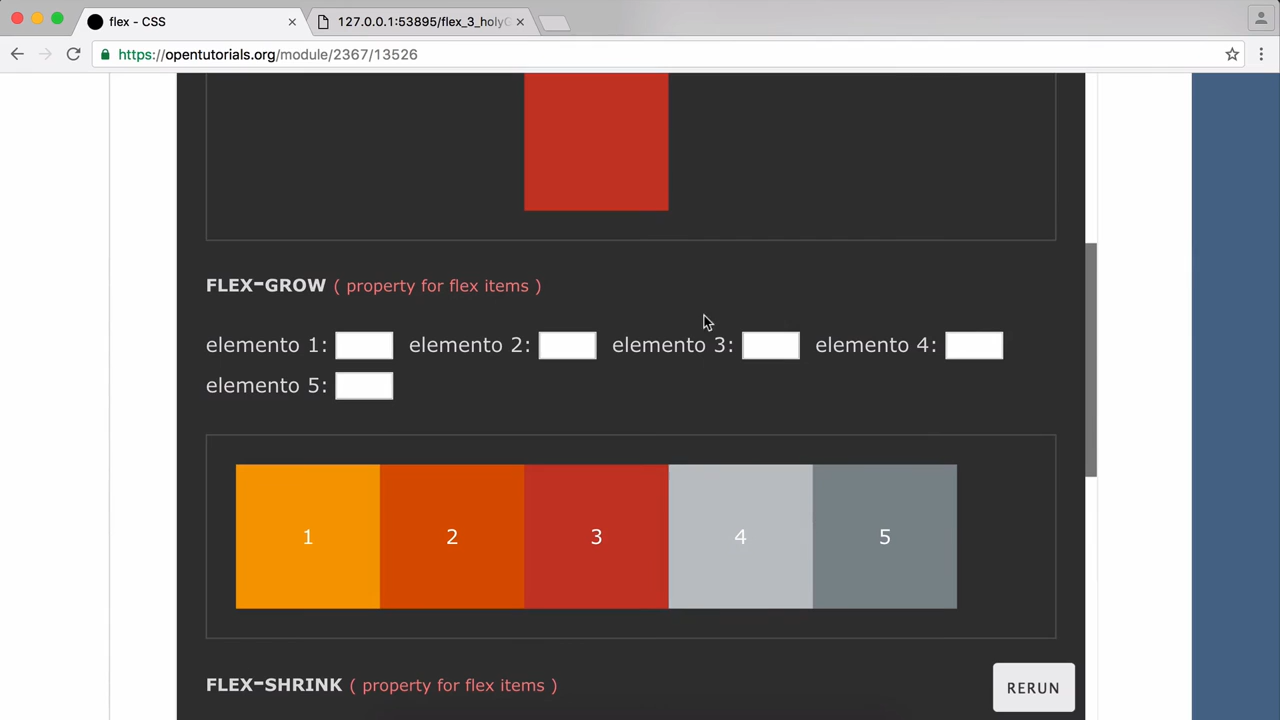 flex - CSS
127.0.0.1:53895/flex_3_holyG
https://opentutorials.org/module/2367/13526
FLEX-GROW ( property for flex items )
elemento 1: elemento 2: elemento 3: elemento 4:
elemento 5:
1 2 3 4 5
FLEX-SHRINK ( property for flex items )
RERUN